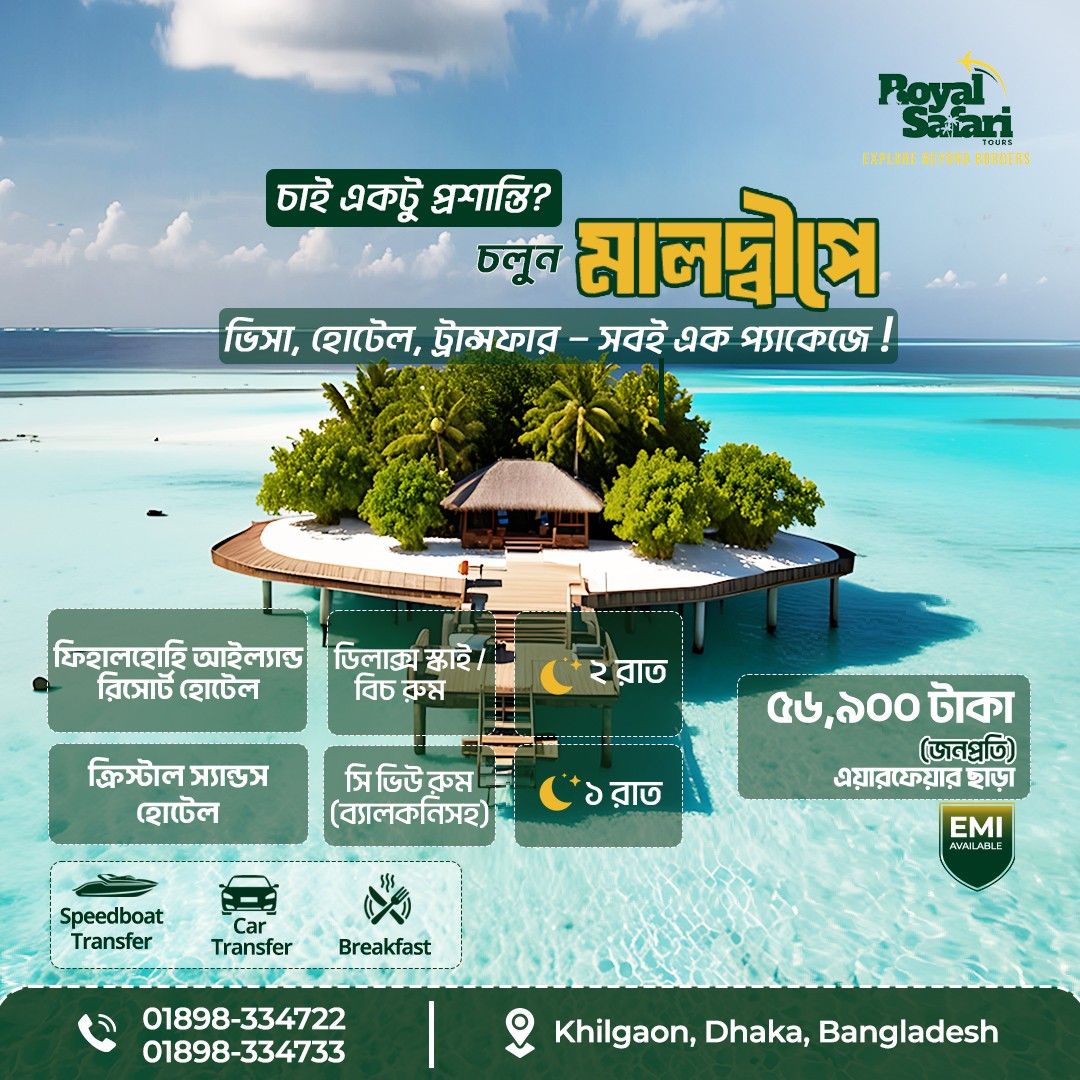 Royal
Safari
TOURS
EXPLORE BEYOND BORDERS
চাই একটু প্রশান্তি?
চলুন মালদ্বীপে
ভিসা, হোটেল, ট্রান্সফার – সবই এক প্যাকেজে !
ফিহালহোহি আইল্যান্ড
রিসোর্ট হোটেল
ডিলাক্স স্কাই /
বিচ রুম
২ রাত
ক্রিস্টাল স্যান্ডস
হোটেল
সি ভিউ রুম
(ব্যালকনিসহ)
১ রাত
৫৬,৯০০ টাকা
(জনপ্রতি)
এয়ারফেয়ার ছাড়া
EMI
AVAILABLE
Speedboat
Transfer
Car
Transfer
Breakfast
01898-334722
01898-334733
Khilgaon, Dhaka, Bangladesh